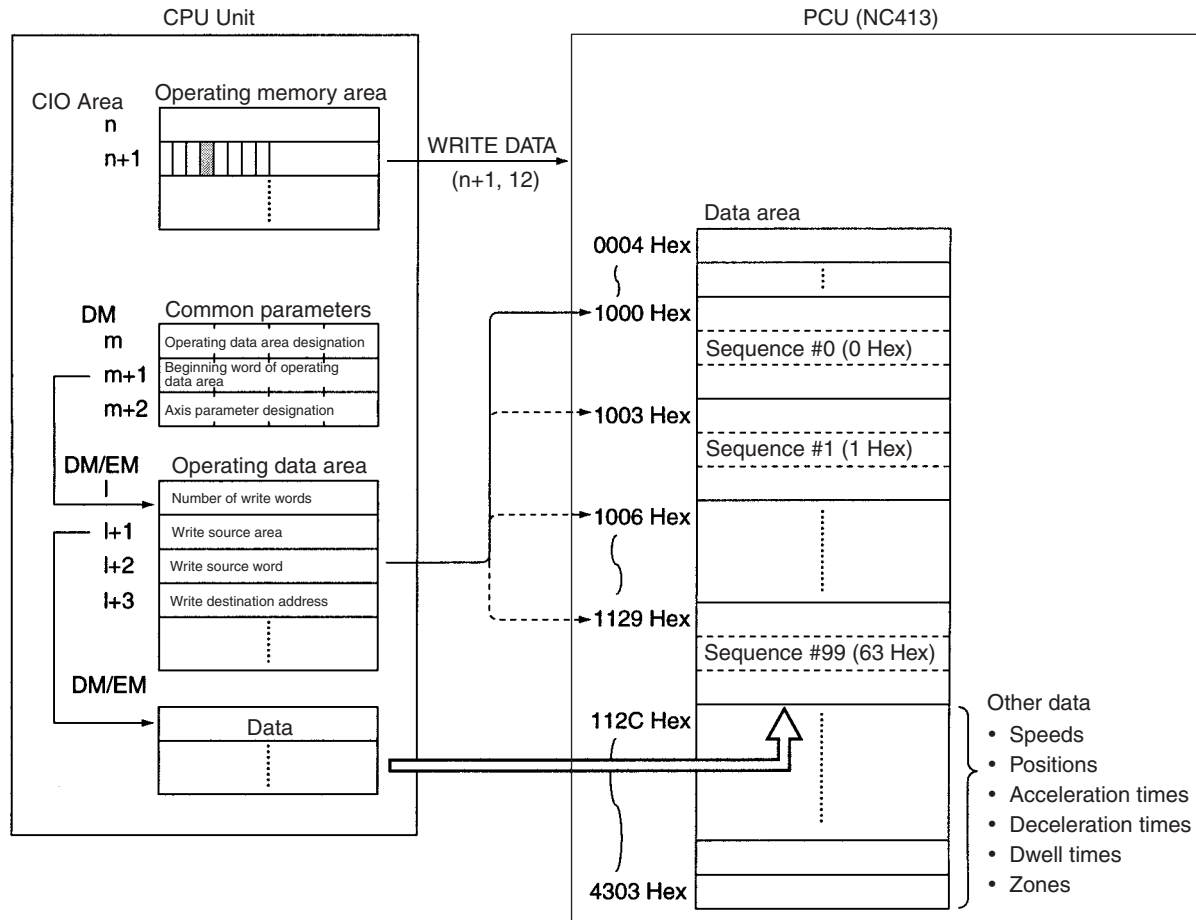 CPU Unit
PCU (NC413)
CIO Area
Operating memory area
n
n+1
WRITE DATA
(n+1, 12)
DM
Common parameters
m
Operating data area designation
m+1
Beginning word of operating
data area
m+2
Axis parameter designation
DM/EM
Operating data area
l
Number of write words
l+1
Write source area
l+2
Write source word
l+3
Write destination address
DM/EM
Data
Data area
0004 Hex
1000 Hex
Sequence #0 (0 Hex)
1003 Hex
Sequence #1 (1 Hex)
1006 Hex
1129 Hex
Sequence #99 (63 Hex)
112C Hex
4303 Hex
Other data
• Speeds
• Positions
• Acceleration times
• Deceleration times
• Dwell times
• Zones